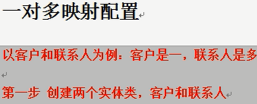 一对多映射配置
以客户和联系人为例：客户是一，联系人是多
第一步 创建两个实体类，客户和联系人